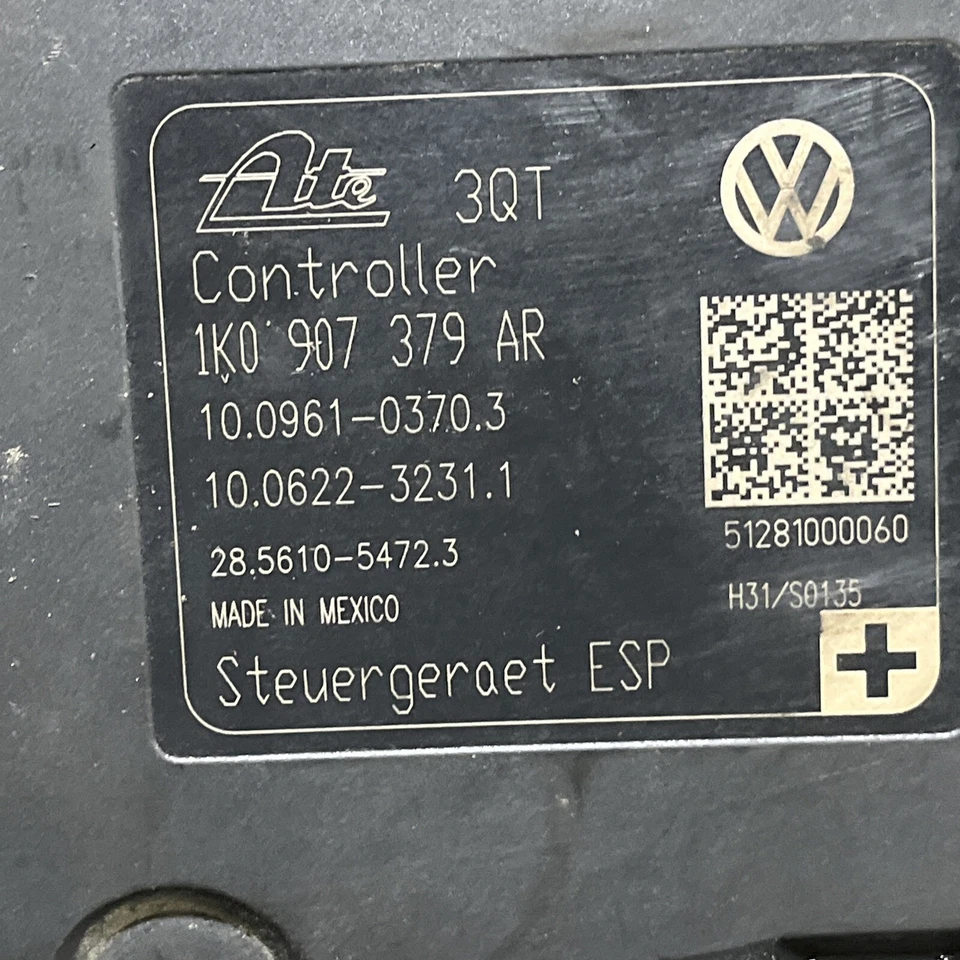 Ate 3QT
Controller
1K0 907 379 AR
10.0961-0370.3
10.0622-3231.1
28.5610-5472.3
MADE IN MEXICO
Steuergeraet ESP
VW
51281000060
H31/S0135